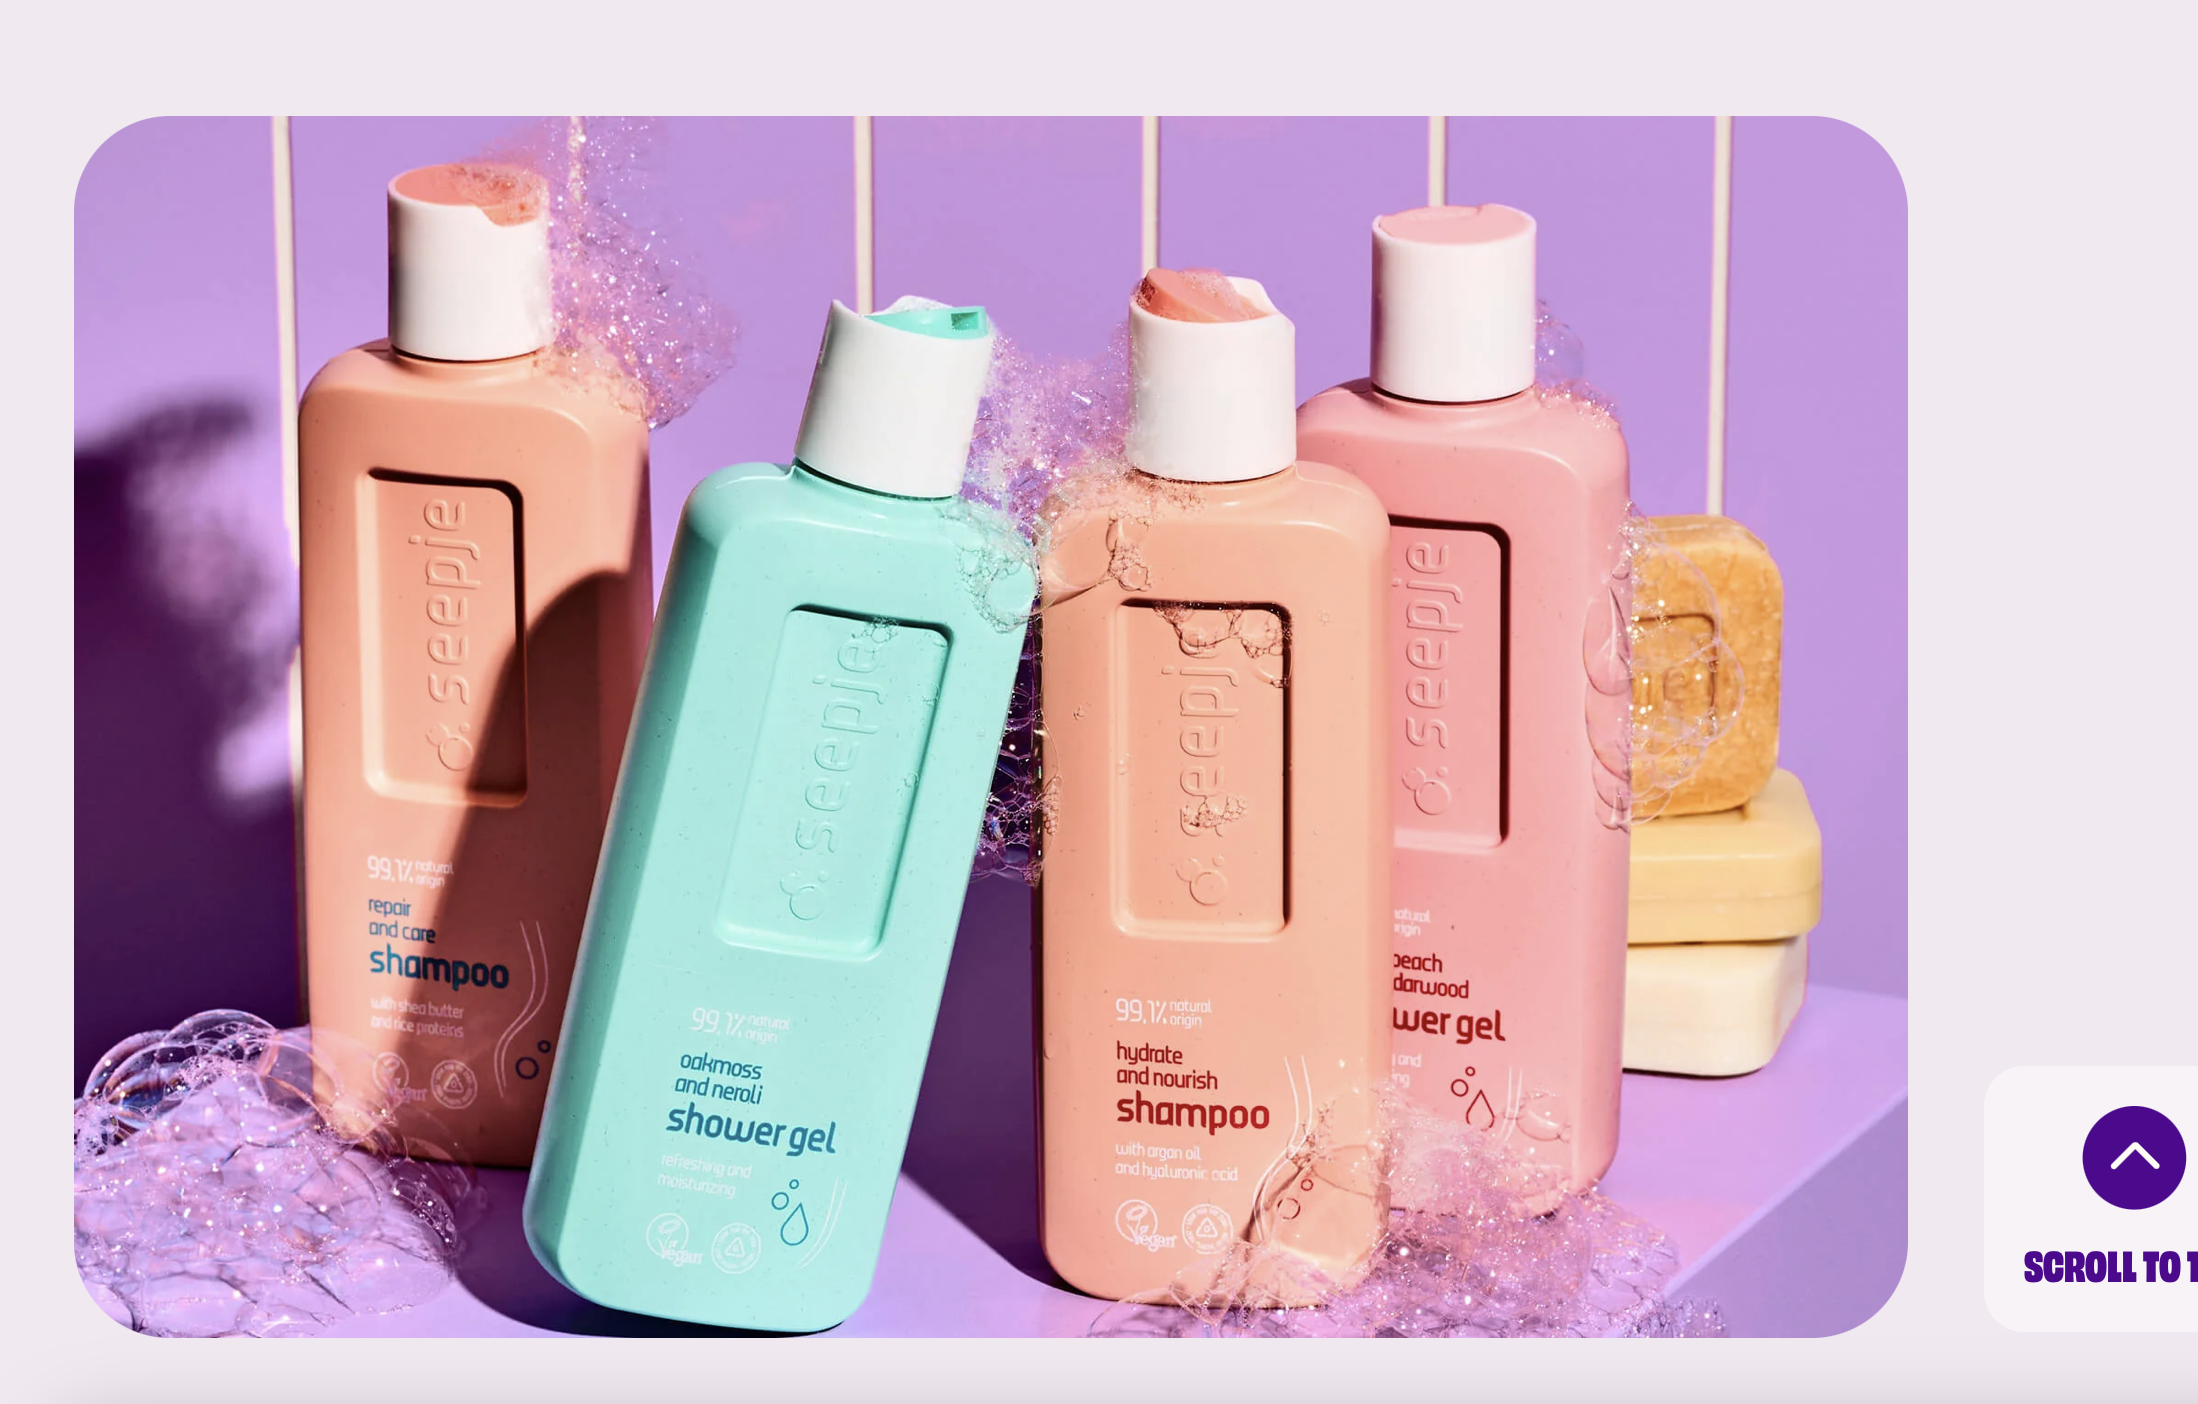 seepje
99,1% natural
origin
repair
and care
shampoo
with shea butter
and rice proteins
vegan
seepje
99,1% natural
origin
oakmoss
and neroli
shower gel
refreshing and
moisturizing
vegan
seepje
99,1% natural
origin
hydrate
and nourish
shampoo
with argan oil
and hyaluronic acid
vegan
seepje
natural
origin
peach
darwood
wer gel
and
ng
SCROLL TO T